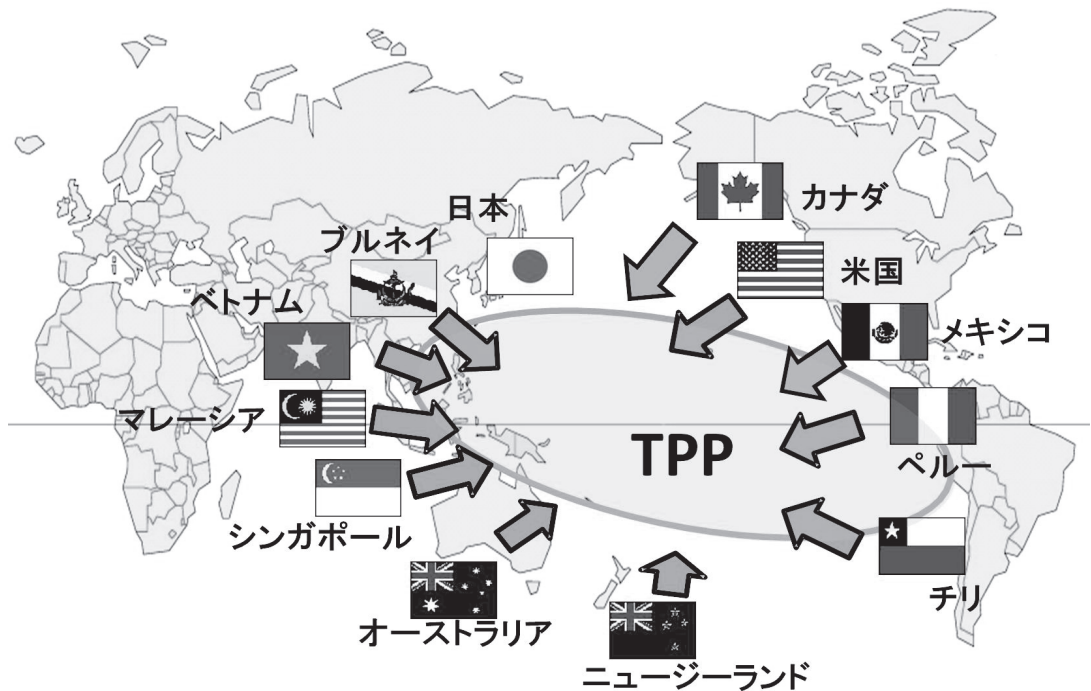 カナダ
日本
ブルネイ
米国
ベトナム
メキシコ
マレーシア
TPP
ペルー
シンガポール
チリ
オーストラリア
ニュージーランド